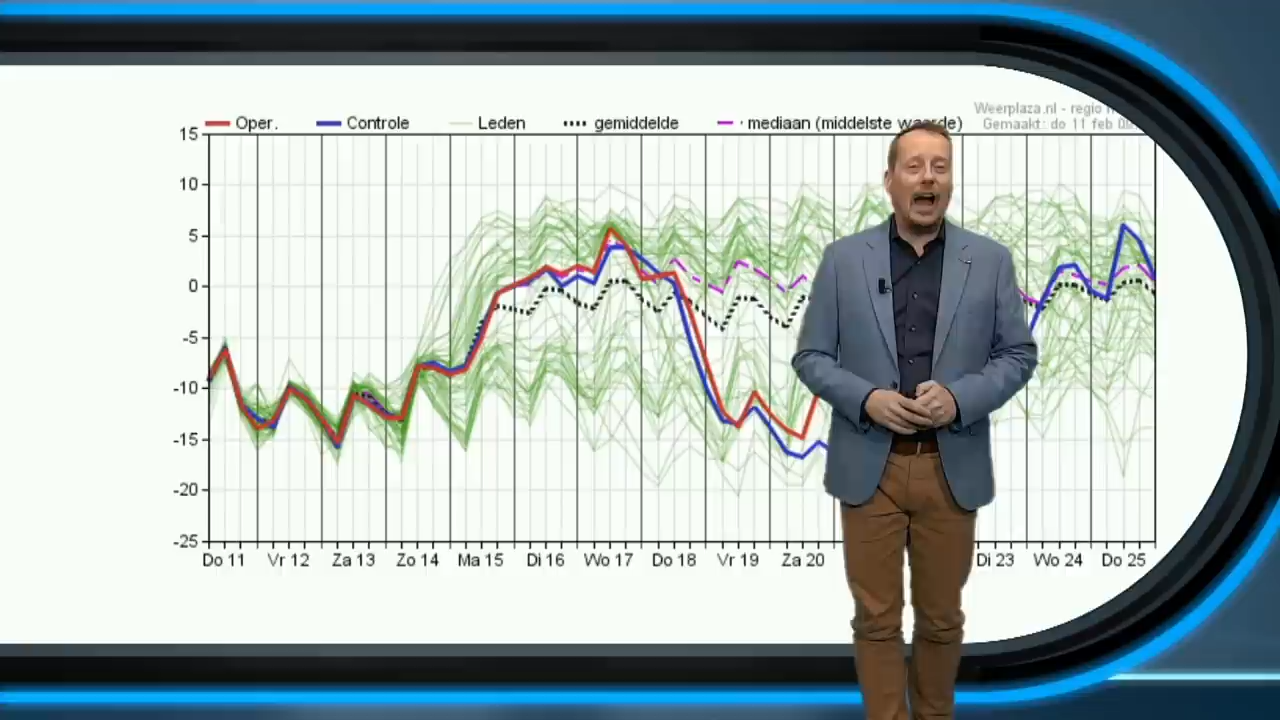 Weerplaza.nl - regio
Oper. Controle Leden gemiddelde mediaan (middelste waarde)
Gemaakt: do 11 feb
15
10
5
0
-5
-10
-15
-20
-25
Do 11 Vr 12 Za 13 Zo 14 Ma 15 Di 16 Wo 17 Do 18 Vr 19 Za 20 Di 23 Wo 24 Do 25